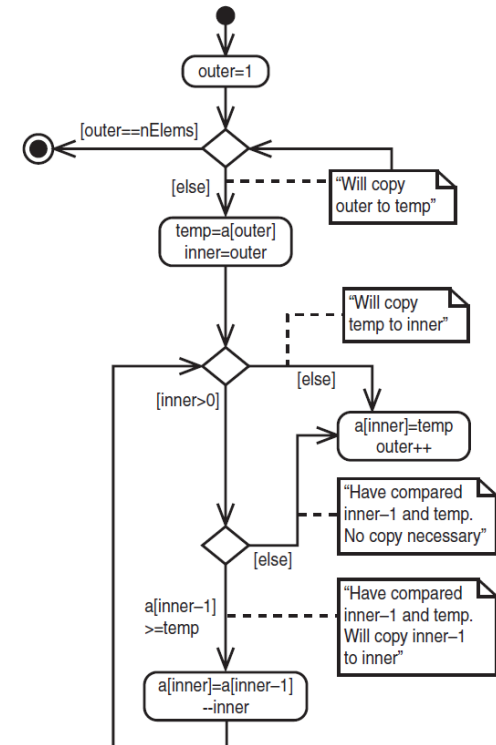 outer=1
[outer==nElems]
[else]
“Will copy
outer to temp”
temp=a[outer]
inner=outer
“Will copy
temp to inner”
[else]
[inner>0]
a[inner]=temp
outer++
“Have compared
inner–1 and temp.
No copy necessary”
[else]
a[inner–1]
>=temp
“Have compared
inner–1 and temp.
Will copy inner–1
to inner”
a[inner]=a[inner–1]
--inner